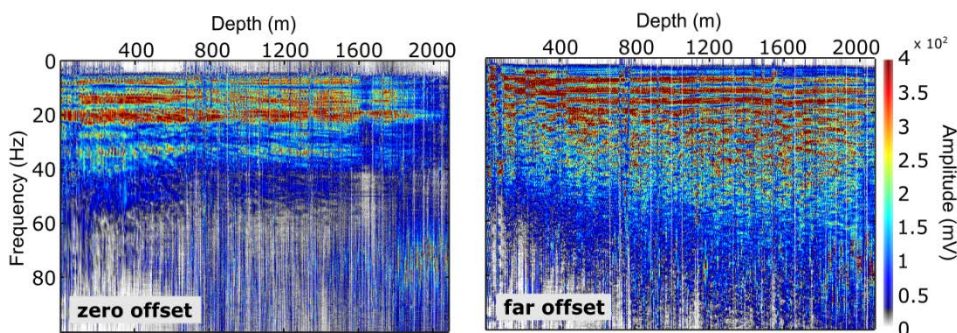 Depth (m)
400 800 1200 1600 2000
0
20
40
60
80
Frequency (Hz)
zero offset
Depth (m)
400 800 1200 1600 2000
far offset
x 10²
4
3.5
3
2.5
2
1.5
1
0.5
0
Amplitude (mV)